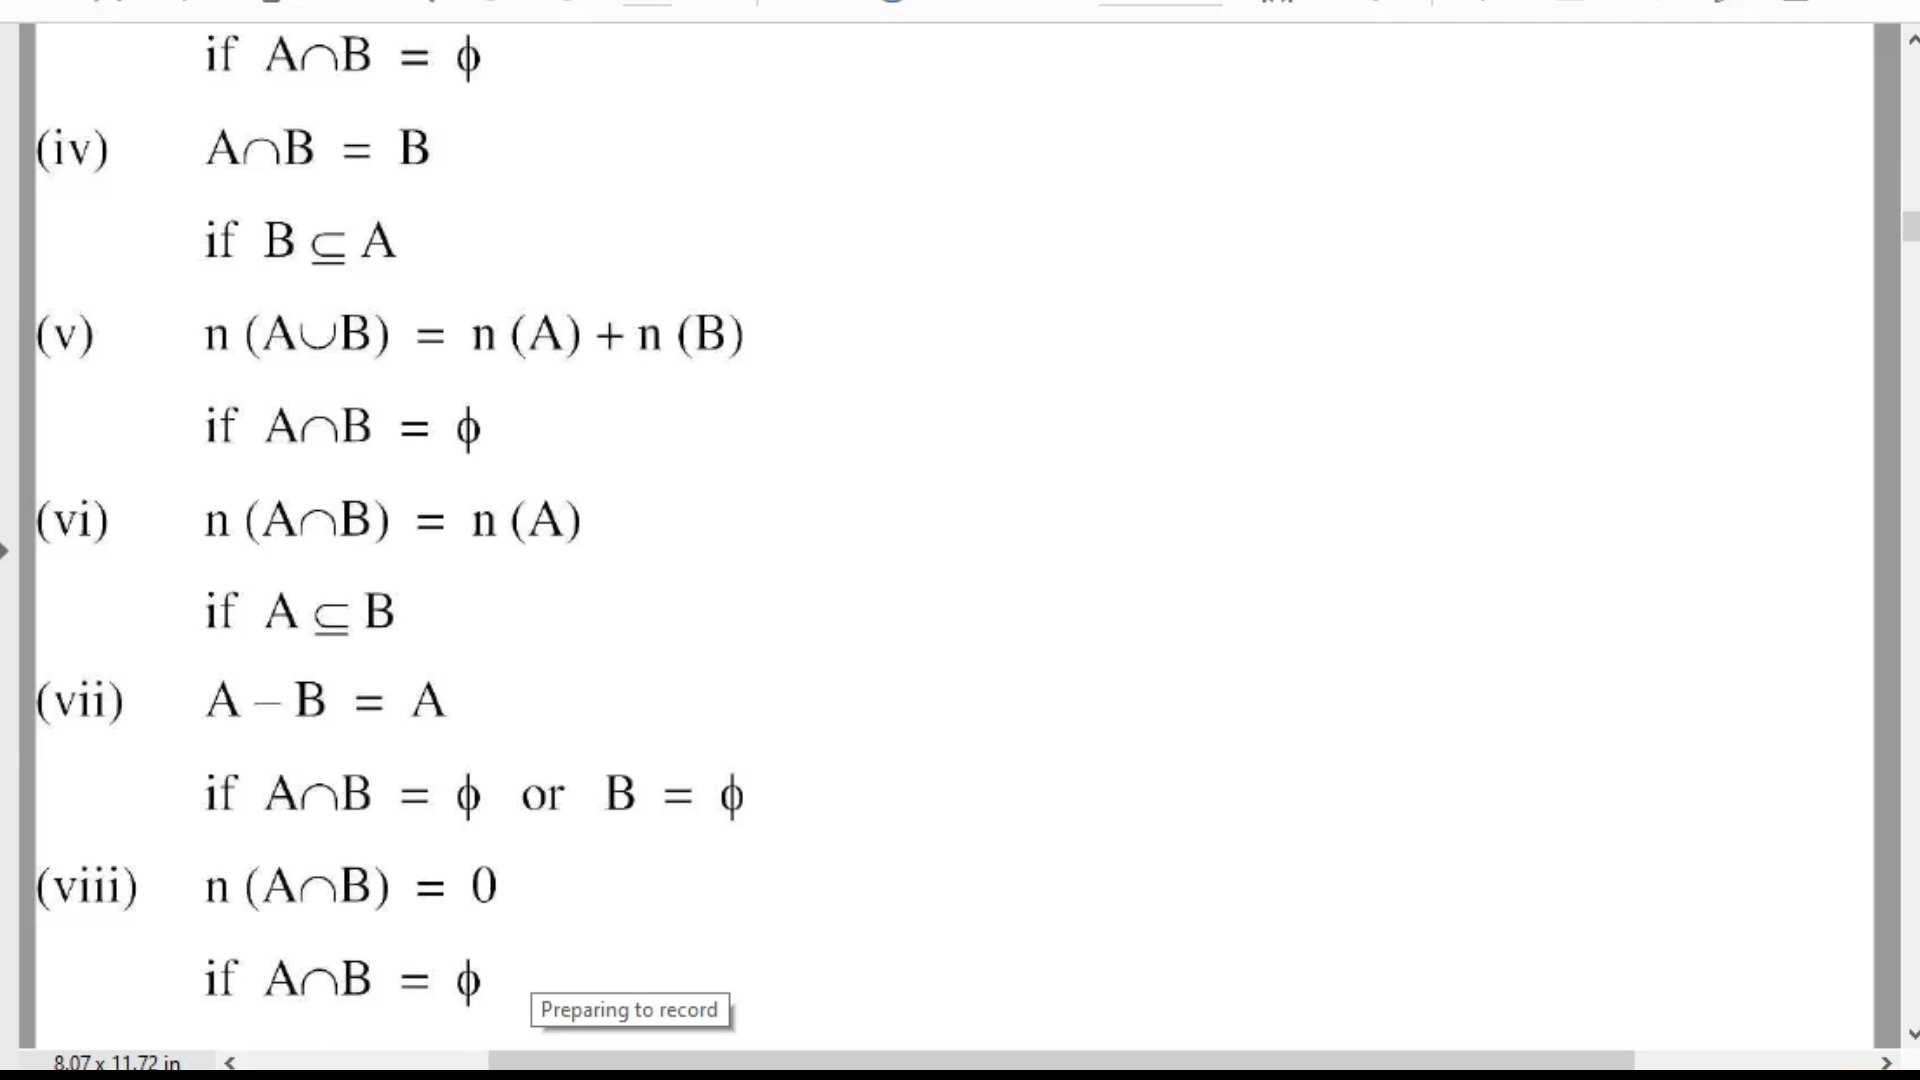 if A∩B = ϕ
(iv) A∩B = B
if B ⊆ A
(v) n (A∪B) = n (A) + n (B)
if A∩B = ϕ
(vi) n (A∩B) = n (A)
if A ⊆ B
(vii) A – B = A
if A∩B = ϕ or B = ϕ
(viii) n (A∩B) = 0
if A∩B = ϕ
Preparing to record
8.07 x 11.72 in